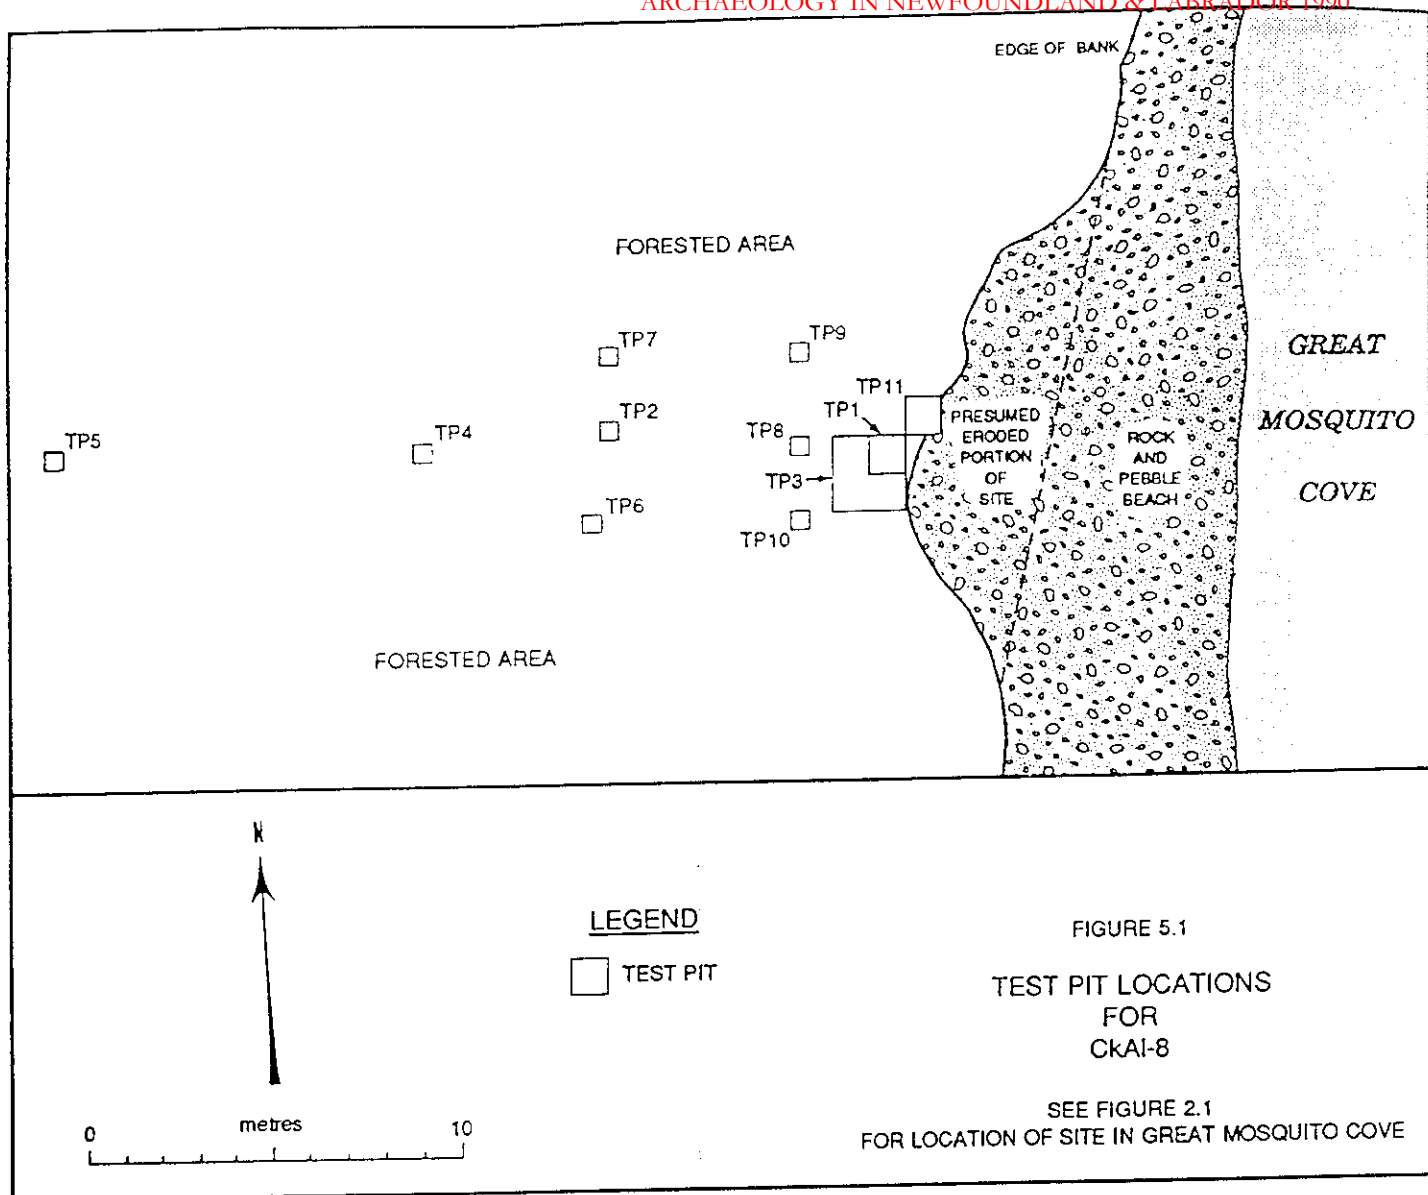 ARCHAEOLOGY IN NEWFOUNDLAND & LABRADOR 1990
EDGE OF BANK
FORESTED AREA
TP7
TP9
TP11
TP1
TP2
TP8
TP4
TP5
TP3
TP6
TP10
PRESUMED
ERODED
PORTION
OF
SITE
ROCK
AND
PEBBLE
BEACH
GREAT
MOSQUITO
COVE
FORESTED AREA
N
LEGEND
TEST PIT
0
metres
10
FIGURE 5.1
TEST PIT LOCATIONS
FOR
CkAl-8
SEE FIGURE 2.1
FOR LOCATION OF SITE IN GREAT MOSQUITO COVE